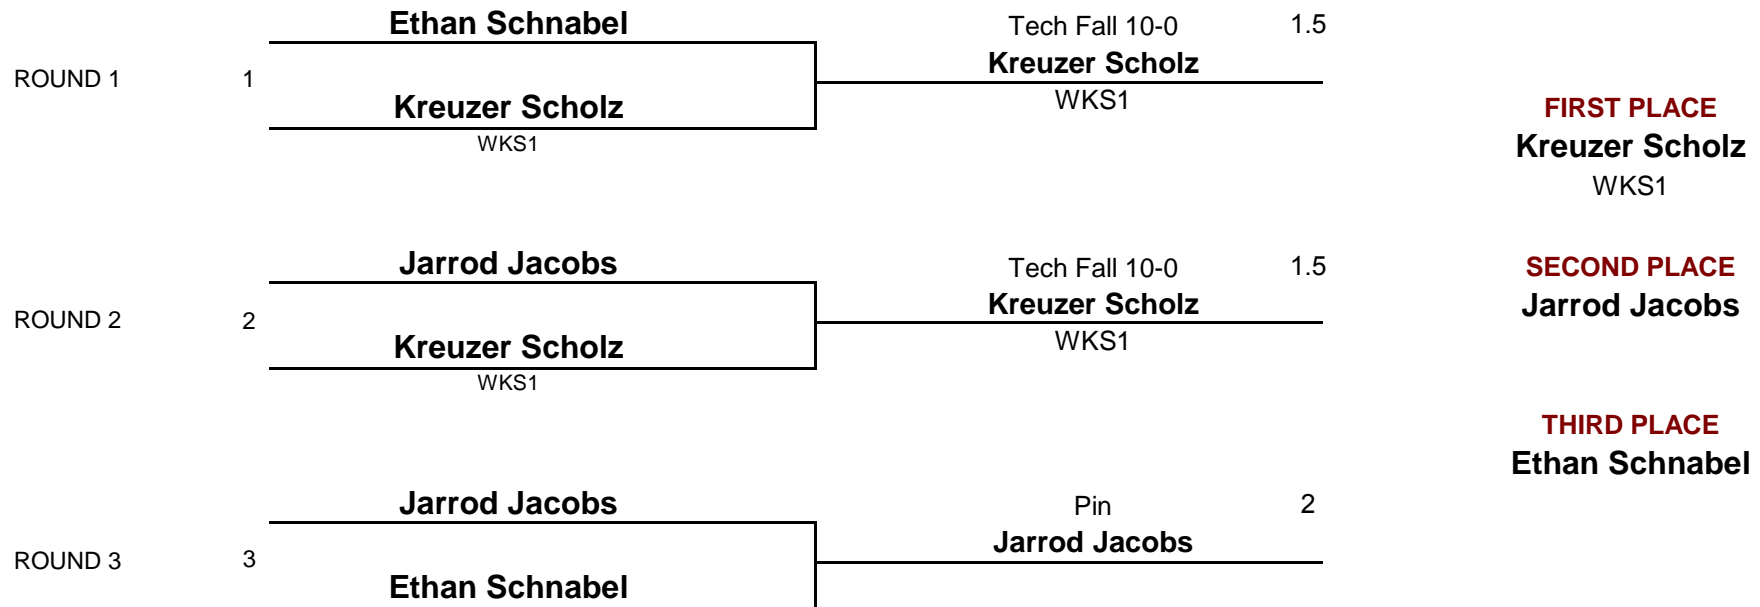 Ethan Schnabel
Tech Fall 10-0 1.5
Kreuzer Scholz
ROUND 1 1
Kreuzer Scholz
WKS1
WKS1
FIRST PLACE
Kreuzer Scholz
WKS1
Jarrod Jacobs
Tech Fall 10-0 1.5
Kreuzer Scholz
ROUND 2 2
Kreuzer Scholz
WKS1
WKS1
SECOND PLACE
Jarrod Jacobs
THIRD PLACE
Ethan Schnabel
Jarrod Jacobs
Pin 2
Jarrod Jacobs
ROUND 3 3
Ethan Schnabel